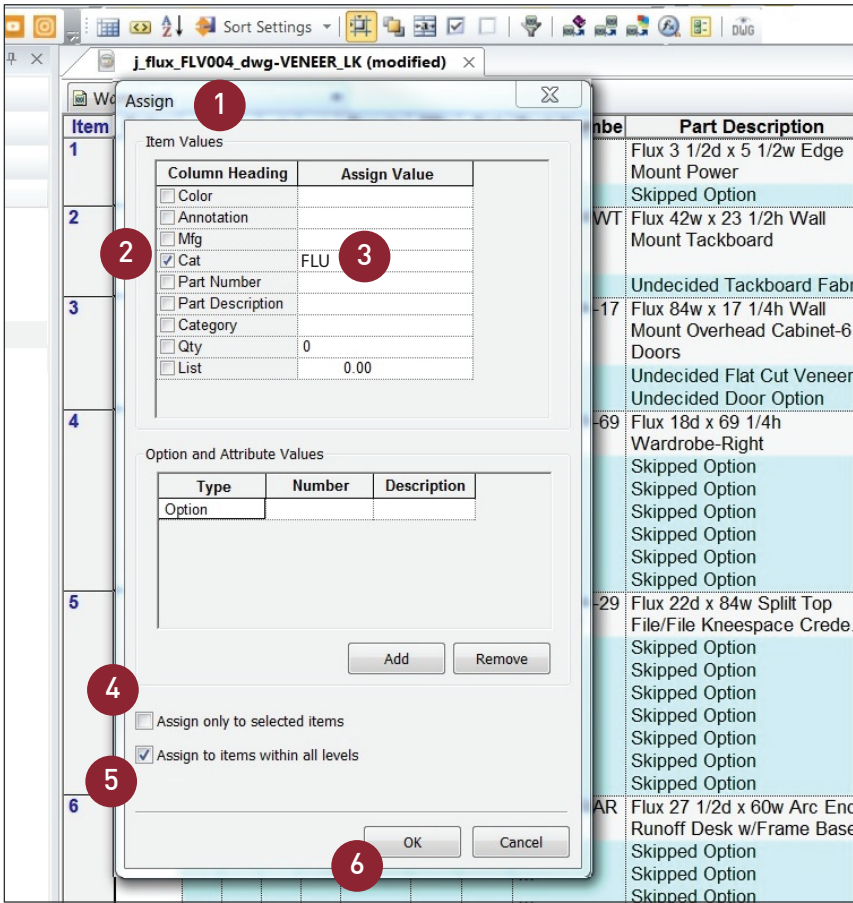 Sort Settings
DWG
j_flux_FLV004_dwg-VENEER_LK (modified)
Assign
1
Item Values
Column Heading Assign Value
Color
Annotation
Mfg
2
Cat FLU 3
Part Number
Part Description
Category
Qty 0
List 0.00
Option and Attribute Values
Type Number Description
Option
Add Remove
4
Assign only to selected items
Assign to items within all levels
5
OK Cancel
6
Item Part Description
1 Flux 3 1/2d x 5 1/2w Edge
Mount Power
Skipped Option
2 WT Flux 42w x 23 1/2h Wall
Mount Tackboard
Undecided Tackboard Fabr
3 -17 Flux 84w x 17 1/4h Wall
Mount Overhead Cabinet-6
Doors
Undecided Flat Cut Veneer
Undecided Door Option
4 -69 Flux 18d x 69 1/4h
Wardrobe-Right
Skipped Option
Skipped Option
Skipped Option
Skipped Option
Skipped Option
Skipped Option
5 -29 Flux 22d x 84w Splilt Top
File/File Kneespace Crede.
Skipped Option
Skipped Option
Skipped Option
Skipped Option
Skipped Option
Skipped Option
Skipped Option
6 AR Flux 27 1/2d x 60w Arc End
Runoff Desk w/Frame Base
Skipped Option
Skipped Option
Skipped Option